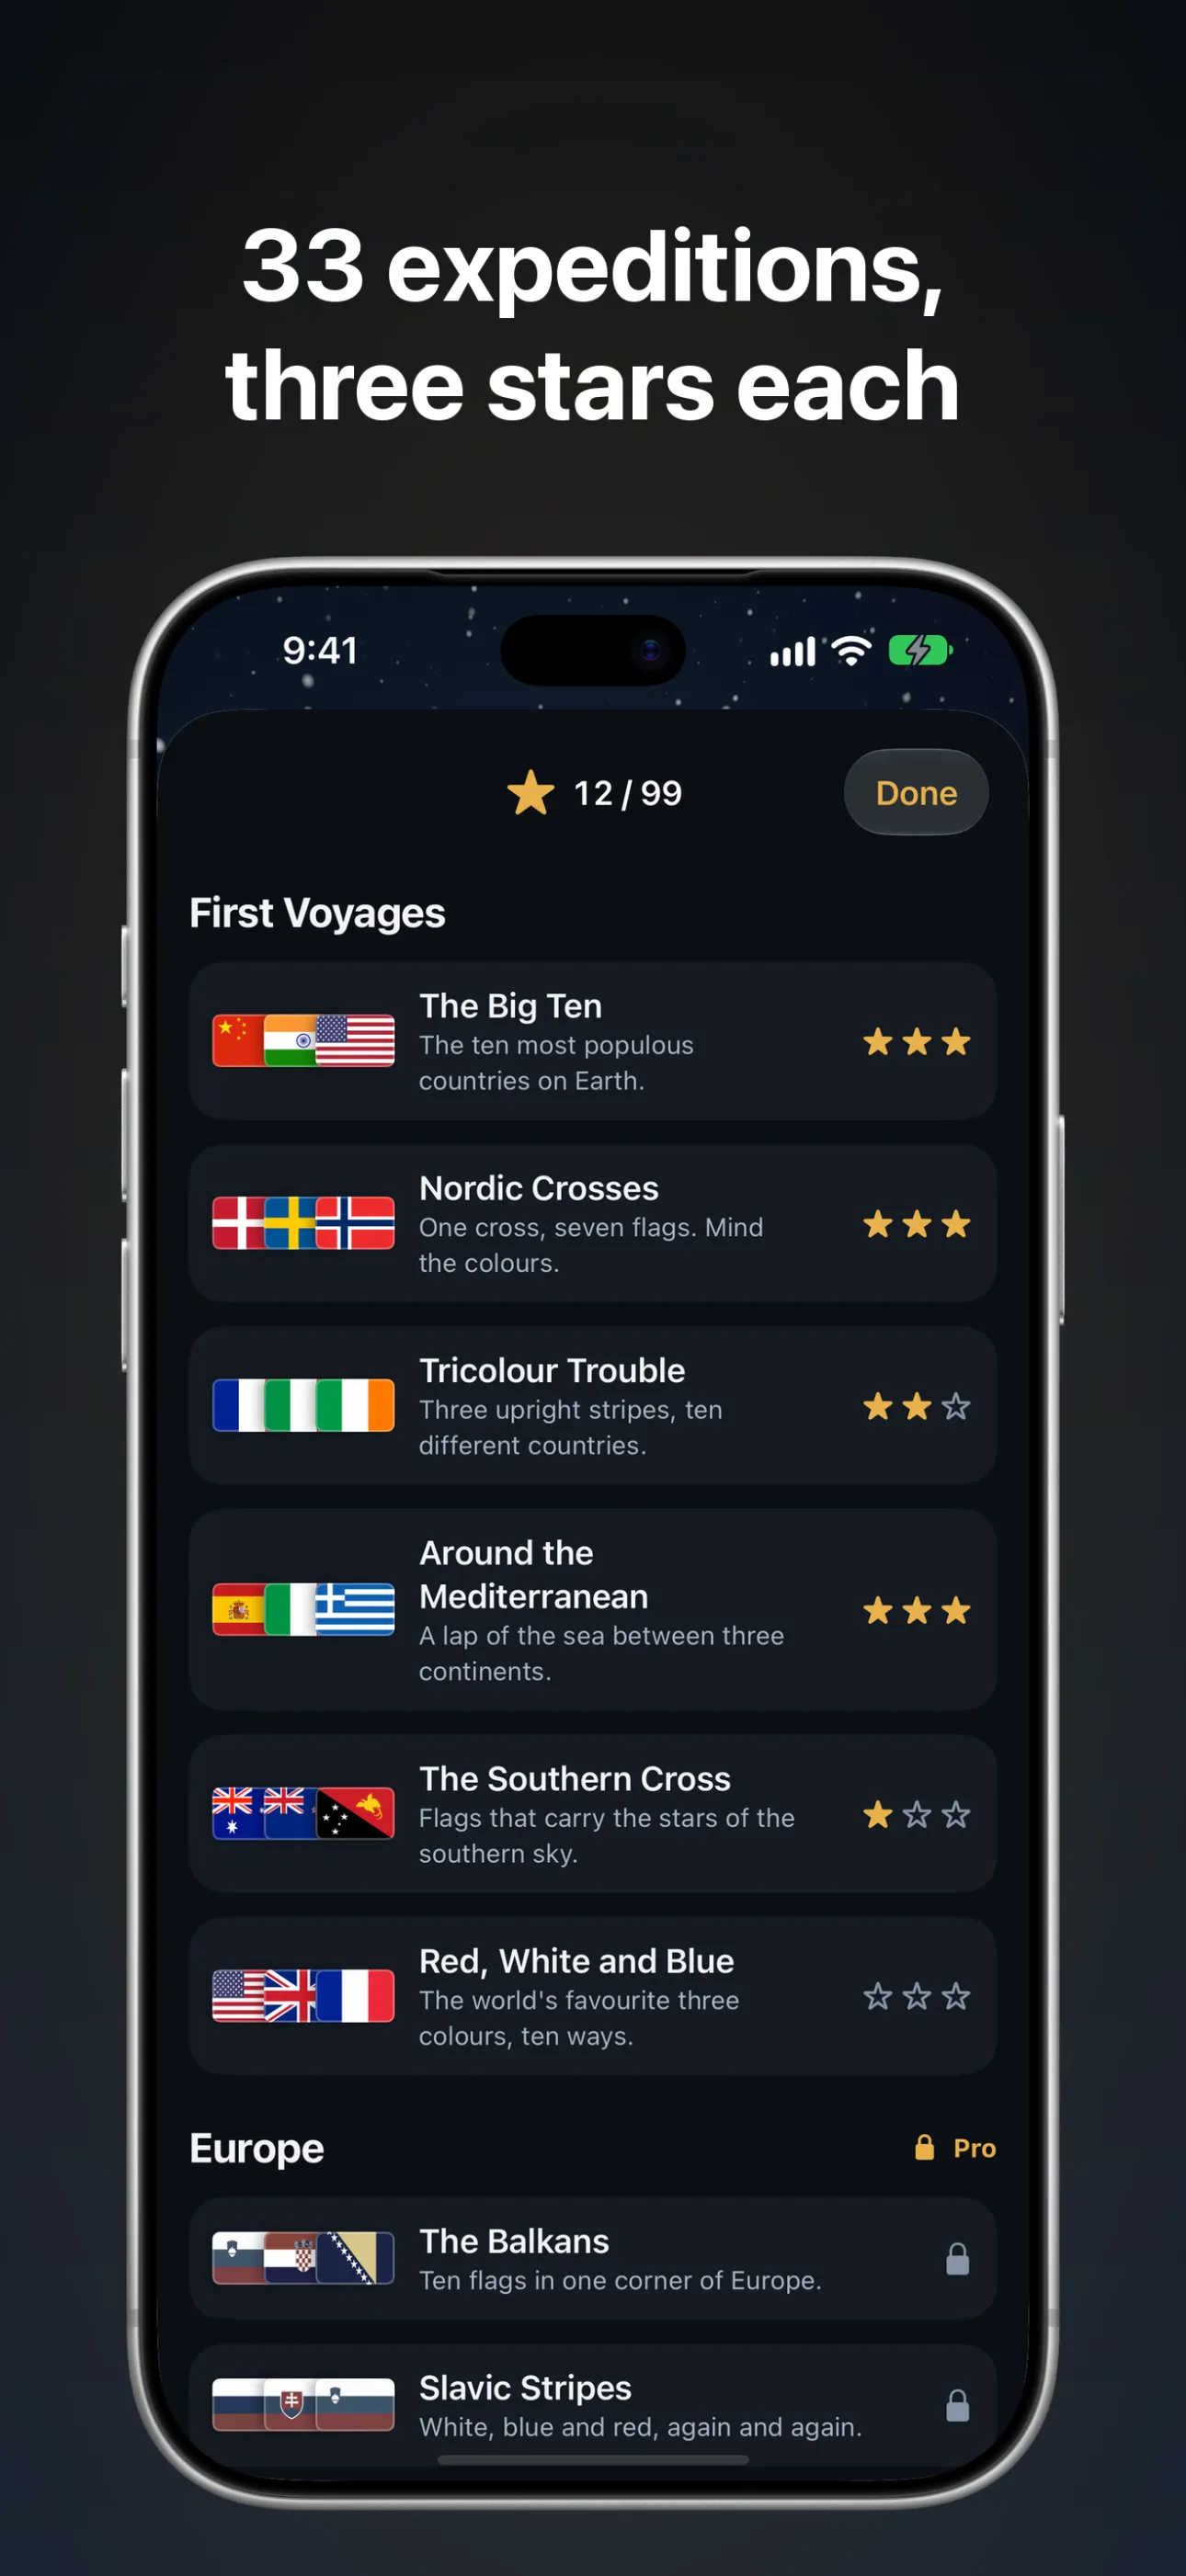 33 expeditions,
three stars each
9:41
12 / 99
Done
First Voyages
The Big Ten
The ten most populous
countries on Earth.
Nordic Crosses
One cross, seven flags. Mind
the colours.
Tricolour Trouble
Three upright stripes, ten
different countries.
Around the
Mediterranean
A lap of the sea between three
continents.
The Southern Cross
Flags that carry the stars of the
southern sky.
Red, White and Blue
The world's favourite three
colours, ten ways.
Europe
Pro
The Balkans
Ten flags in one corner of Europe.
Slavic Stripes
White, blue and red, again and again.